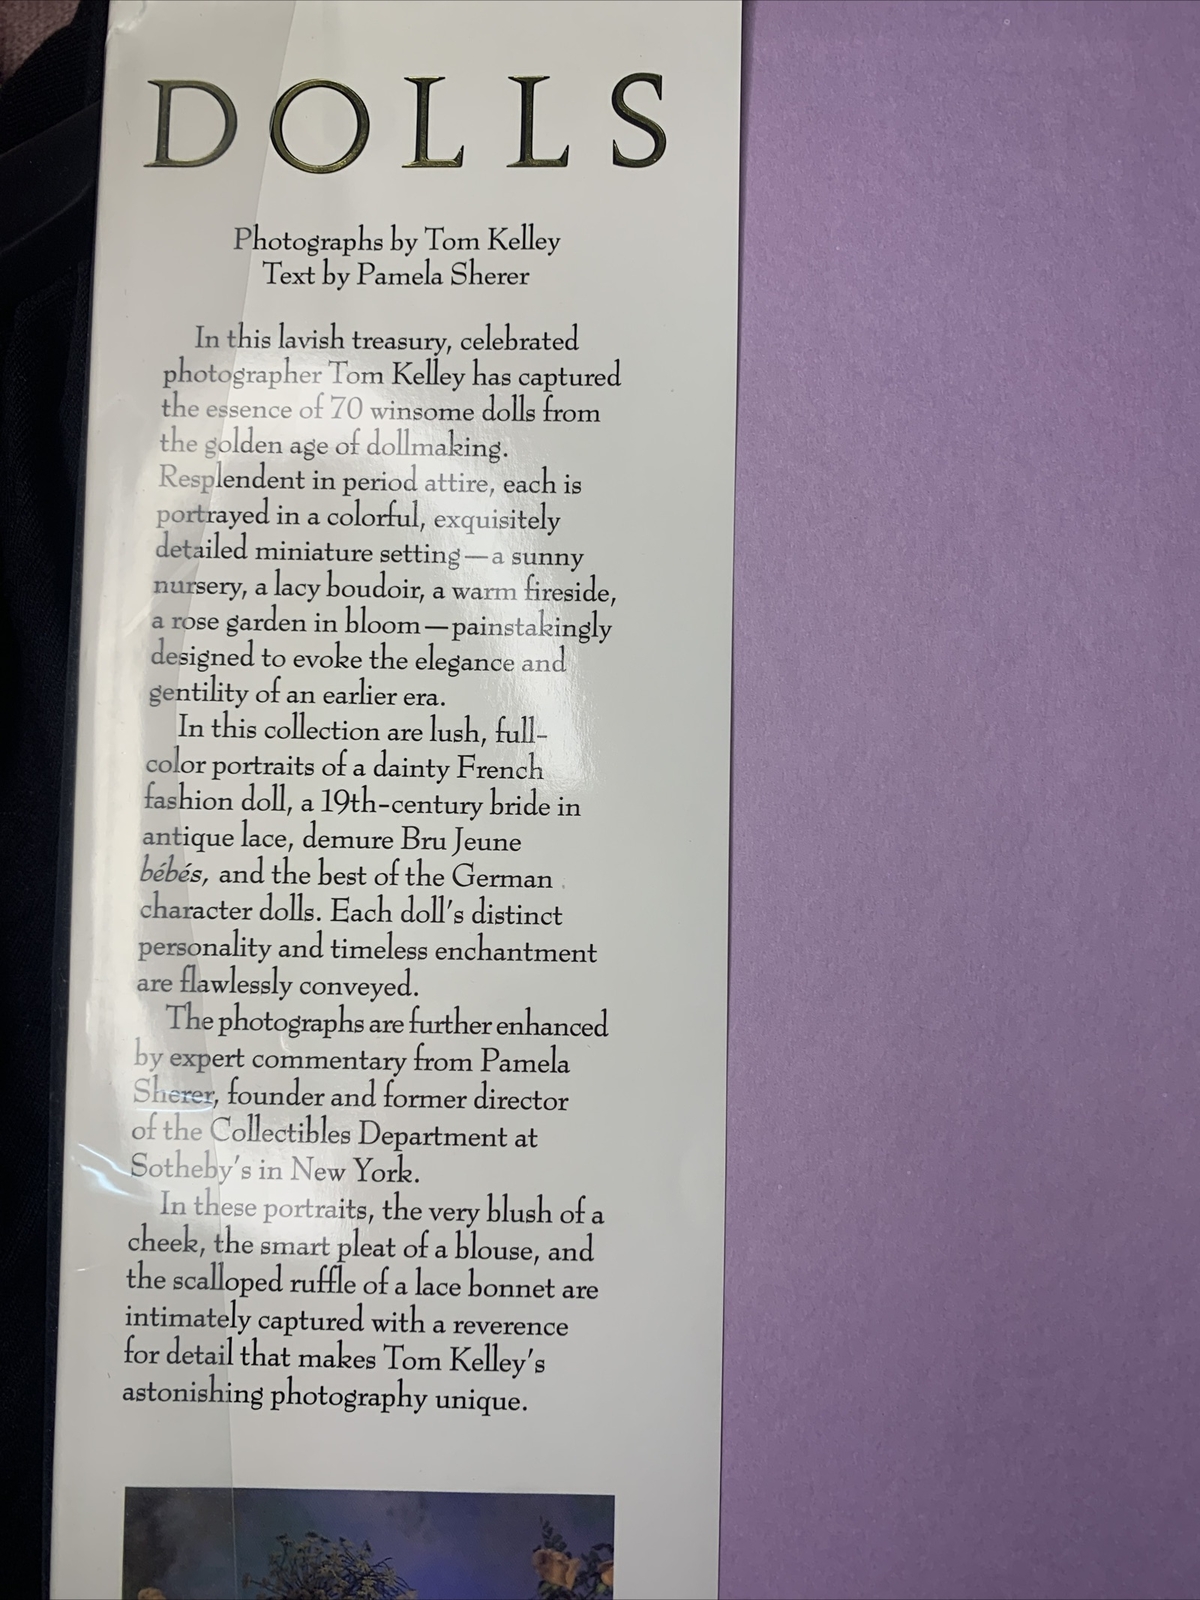 DOLLS
Photographs by Tom Kelley
Text by Pamela Sherer
In this lavish treasury, celebrated
photographer Tom Kelley has captured
the essence of 70 winsome dolls from
the golden age of dollmaking.
Resplendent in period attire, each is
portrayed in a colorful, exquisitely
detailed miniature setting—a sunny
nursery, a lacy boudoir, a warm fireside,
a rose garden in bloom—painstakingly
designed to evoke the elegance and
gentility of an earlier era.
In this collection are lush, full-
color portraits of a dainty French
fashion doll, a 19th-century bride in
antique lace, demure Bru Jeune
bébés, and the best of the German
character dolls. Each doll's distinct
personality and timeless enchantment
are flawlessly conveyed.
The photographs are further enhanced
by expert commentary from Pamela
Sherer, founder and former director
of the Collectibles Department at
Sotheby's in New York.
In these portraits, the very blush of a
cheek, the smart pleat of a blouse, and
the scalloped ruffle of a lace bonnet are
intimately captured with a reverence
for detail that makes Tom Kelley's
astonishing photography unique.